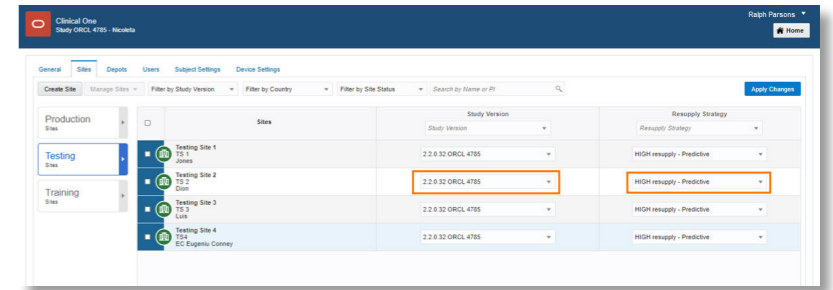 Clinical One
Study ORCL 4785 - Nicoleta
Ralph Parsons
Home
General Sites Depots Users Subject Settings Device Settings
Create Site Manage Sites Filter by Study Version Filter by Country Filter by Site Status Search by Name or PI Apply Changes
Production
Sites
Testing
Sites
Training
Sites
Sites
Study Version
Study Version
Resupply Strategy
Resupply Strategy
Testing Site 1
TS 1
Jones
2.2.0.32 ORCL 4785
HIGH resupply - Predictive
Testing Site 2
TS 2
Dion
2.2.0.32 ORCL 4785
HIGH resupply - Predictive
Testing Site 3
TS 3
Luis
2.2.0.32 ORCL 4785
HIGH resupply - Predictive
Testing Site 4
TS4
EC Eugeniu Conney
2.2.0.32 ORCL 4785
HIGH resupply - Predictive